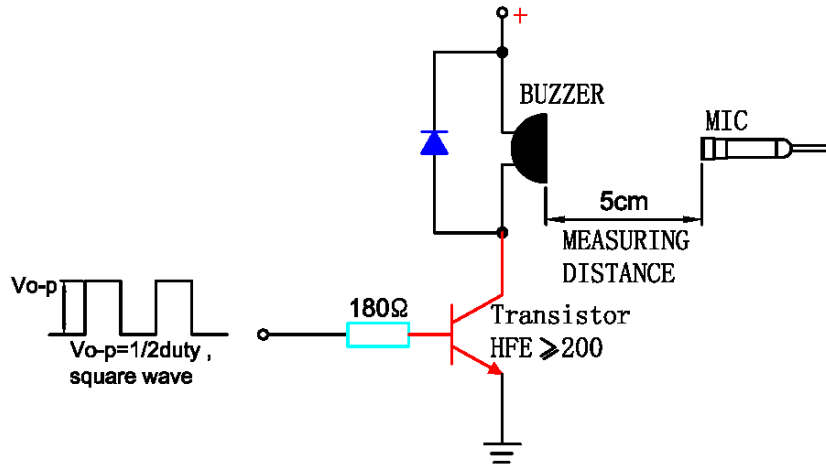 +
BUZZER
MIC
5cm
MEASURING
DISTANCE
Vo-p
180Ω
Transistor
HFE ⩾200
Vo-p=1/2duty ,
square wave